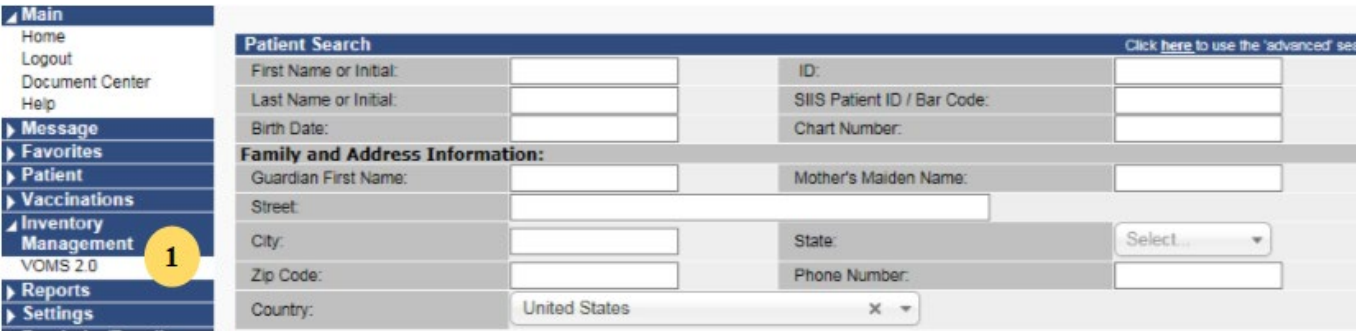 Main
Home
Logout
Document Center
Help
Message
Favorites
Patient
Vaccinations
Inventory
Management
VOMS 2.0
1
Reports
Settings
Patient Search
Click here to use the 'advanced'
First Name or Initial:
ID:
Last Name or Initial:
SIIS Patient ID / Bar Code:
Birth Date:
Chart Number:
Family and Address Information:
Guardian First Name:
Mother's Maiden Name:
Street:
City:
State:
Select...
Zip Code:
Phone Number:
Country:
United States